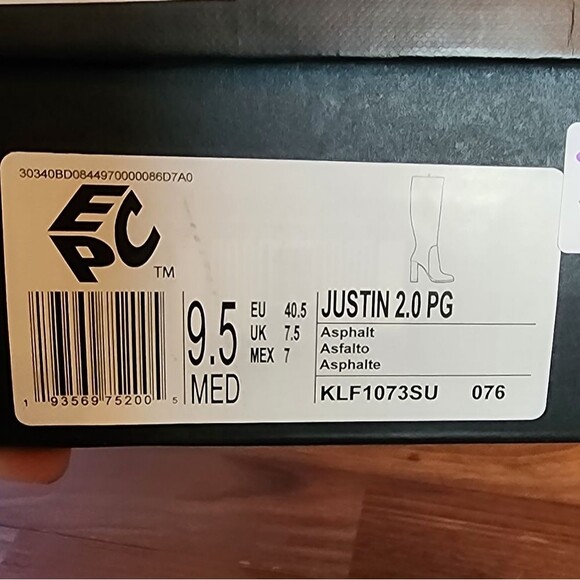 30340BD0844970000086D7A0
EPC
TM
1 93569 75200 5
9.5
MED
EU 40.5
UK 7.5
MEX 7
JUSTIN 2.0 PG
Asphalt
Asfalto
Asphalte
KLF1073SU 076